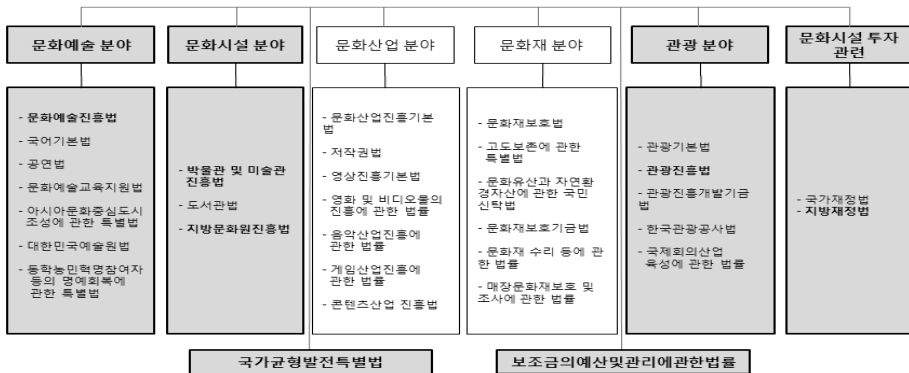 문화예술 분야
문화시설 분야
문화산업 분야
문화재 분야
관광 분야
문화시설 투자
관련
- 문화예술진흥법
- 국어기본법
- 공연법
- 문화예술교육지원법
- 아시아문화중심도시
조성에 관한 특별법
- 대한민국예술원법
- 동학농민혁명참여자
등의 명예회복에
관한 특별법
- 박물관 및 미술관
진흥법
- 도서관법
- 지방문화원진흥법
- 문화산업진흥기본
법
- 저작권법
- 영상진흥기본법
- 영화 및 비디오물의
진흥에 관한 법률
- 음악산업진흥에
관한 법률
- 게임산업진흥에
관한 법률
- 콘텐츠산업 진흥법
- 문화재보호법
- 고도보존에 관한
특별법
- 문화유산과 자연환
경자산에 관한 국민
신탁법
- 문화재보호기금법
- 문화재 수리 등에 관
한 법률
- 매장문화재보호 및
조사에 관한 법률
- 관광기본법
- 관광진흥법
- 관광진흥개발기금
법
- 한국관광공사법
- 국제회의산업
육성에 관한 법률
- 국가재정법
- 지방재정법
국가균형발전특별법
보조금의예산및관리에관한법률